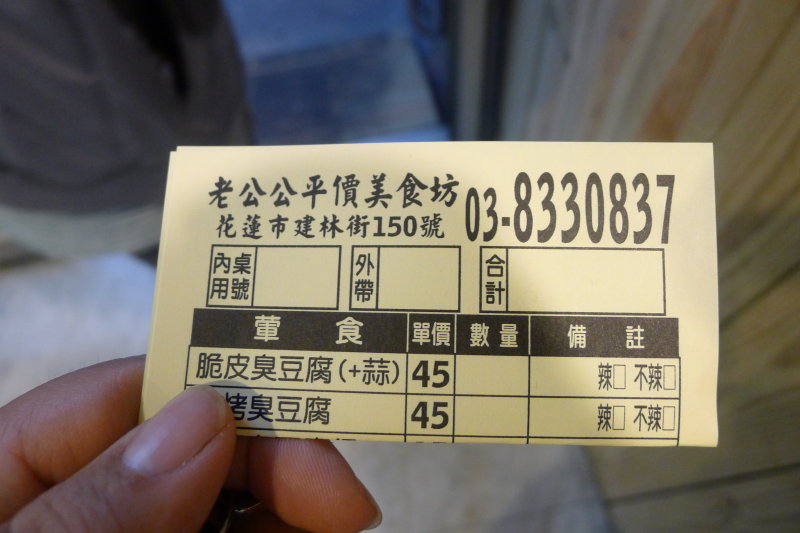 老公公平價美食坊 03-8330837
花蓮市建林街150號
內用 桌號 外帶 合計
葷食 單價 數量 備註
脆皮臭豆腐(+蒜) 45 辣□ 不辣□
烤臭豆腐 45 辣□ 不辣□